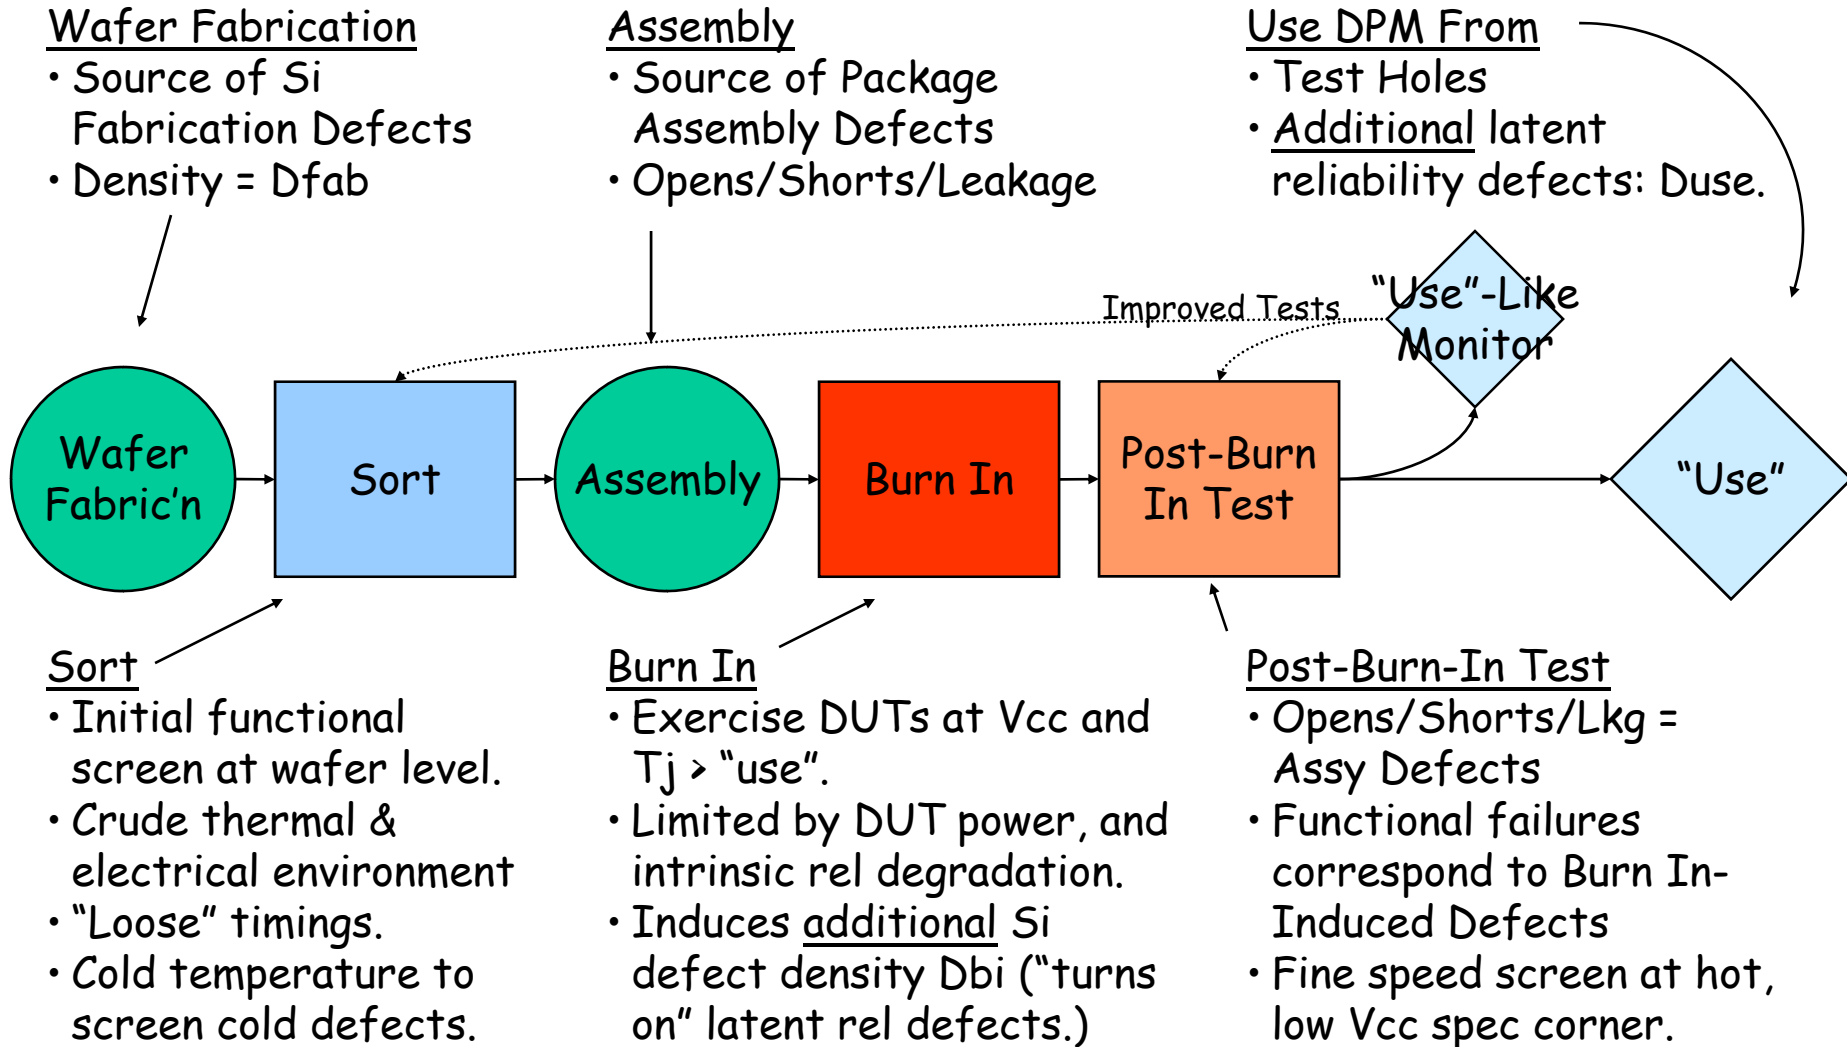 Wafer Fabrication
• Source of Si
Fabrication Defects
• Density = Dfab
Assembly
• Source of Package
Assembly Defects
• Opens/Shorts/Leakage
Use DPM From
• Test Holes
• Additional latent
reliability defects: Duse.
Improved Tests
“Use”-Like
Monitor
Wafer
Fabric’n
Sort
Assembly
Burn In
Post-Burn
In Test
“Use”
Sort
• Initial functional
screen at wafer level.
• Crude thermal &
electrical environment
• “Loose” timings.
• Cold temperature to
screen cold defects.
Burn In
• Exercise DUTs at Vcc and
Tj > “use”.
• Limited by DUT power, and
intrinsic rel degradation.
• Induces additional Si
defect density Dbi (“turns
on” latent rel defects.)
Post-Burn-In Test
• Opens/Shorts/Lkg =
Assy Defects
• Functional failures
correspond to Burn In-
Induced Defects
• Fine speed screen at hot,
low Vcc spec corner.